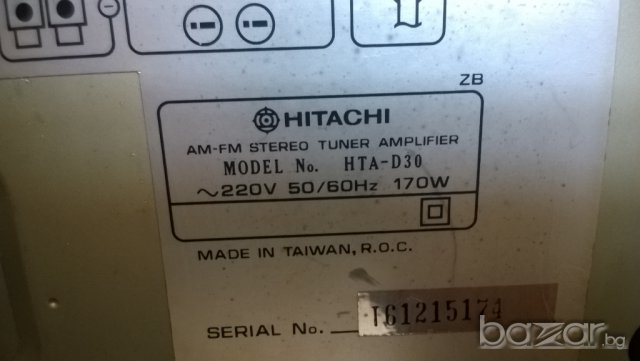 ZB
HITACHI
AM-FM STEREO TUNER AMPLIFIER
MODEL No. HTA-D30
~220V 50/60Hz 170W
MADE IN TAIWAN, R.O.C.
SERIAL No. I61215174
bazar.bg